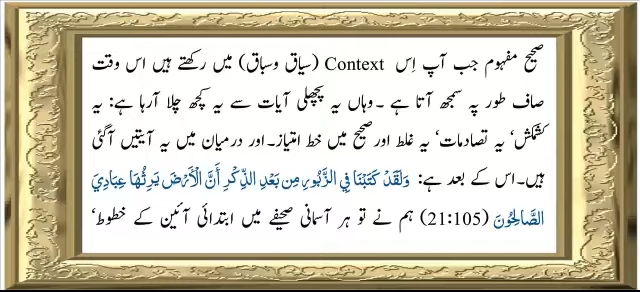 صحیح مفہوم جب آپ اِس Context (سیاق وسباق) میں رکھتے ہیں اس وقت
صاف طور پہ سمجھ آتا ہے ۔ وہاں یہ پچھلی آیات سے یہ کچھ چلا آرہا ہے: یہ
کشمکش‘ یہ تصادمات‘ یہ غلط اور صحیح میں خط امتیاز۔ اور درمیان میں یہ آیتیں آگئی
ہیں۔ اس کے بعد ہے: وَلَقَدْ كَتَبْنَا فِي الزَّبُورِ مِن بَعْدِ الذِّكْرِ أَنَّ الْأَرْضَ يَرِثُهَا عِبَادِيَ
الصَّالِحُونَ (21:105) ہم نے تو ہر آسمانی صحیفے میں ابتدائی آئین کے خطوط‘